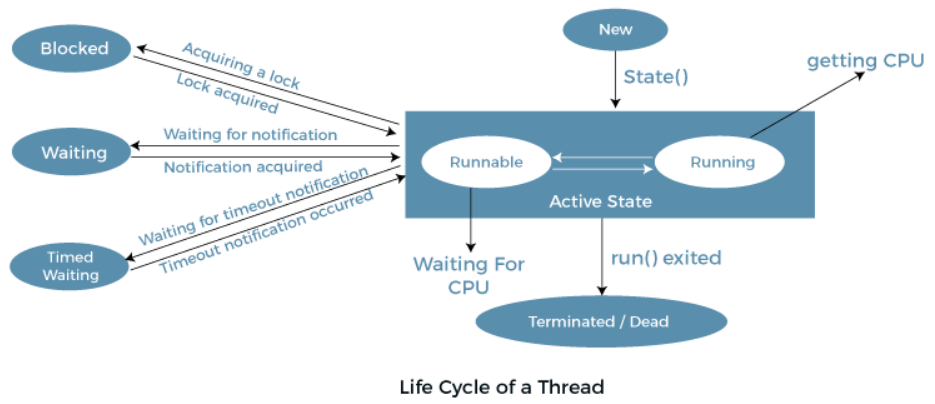 New
Blocked
Acquiring a lock
Lock acquired
State()
getting CPU
Waiting
Waiting for notification
Notification acquired
Runnable
Running
Active State
Waiting for timeout notification
Timeout notification occurred
Timed
Waiting
Waiting For
CPU
run() exited
Terminated / Dead
Life Cycle of a Thread